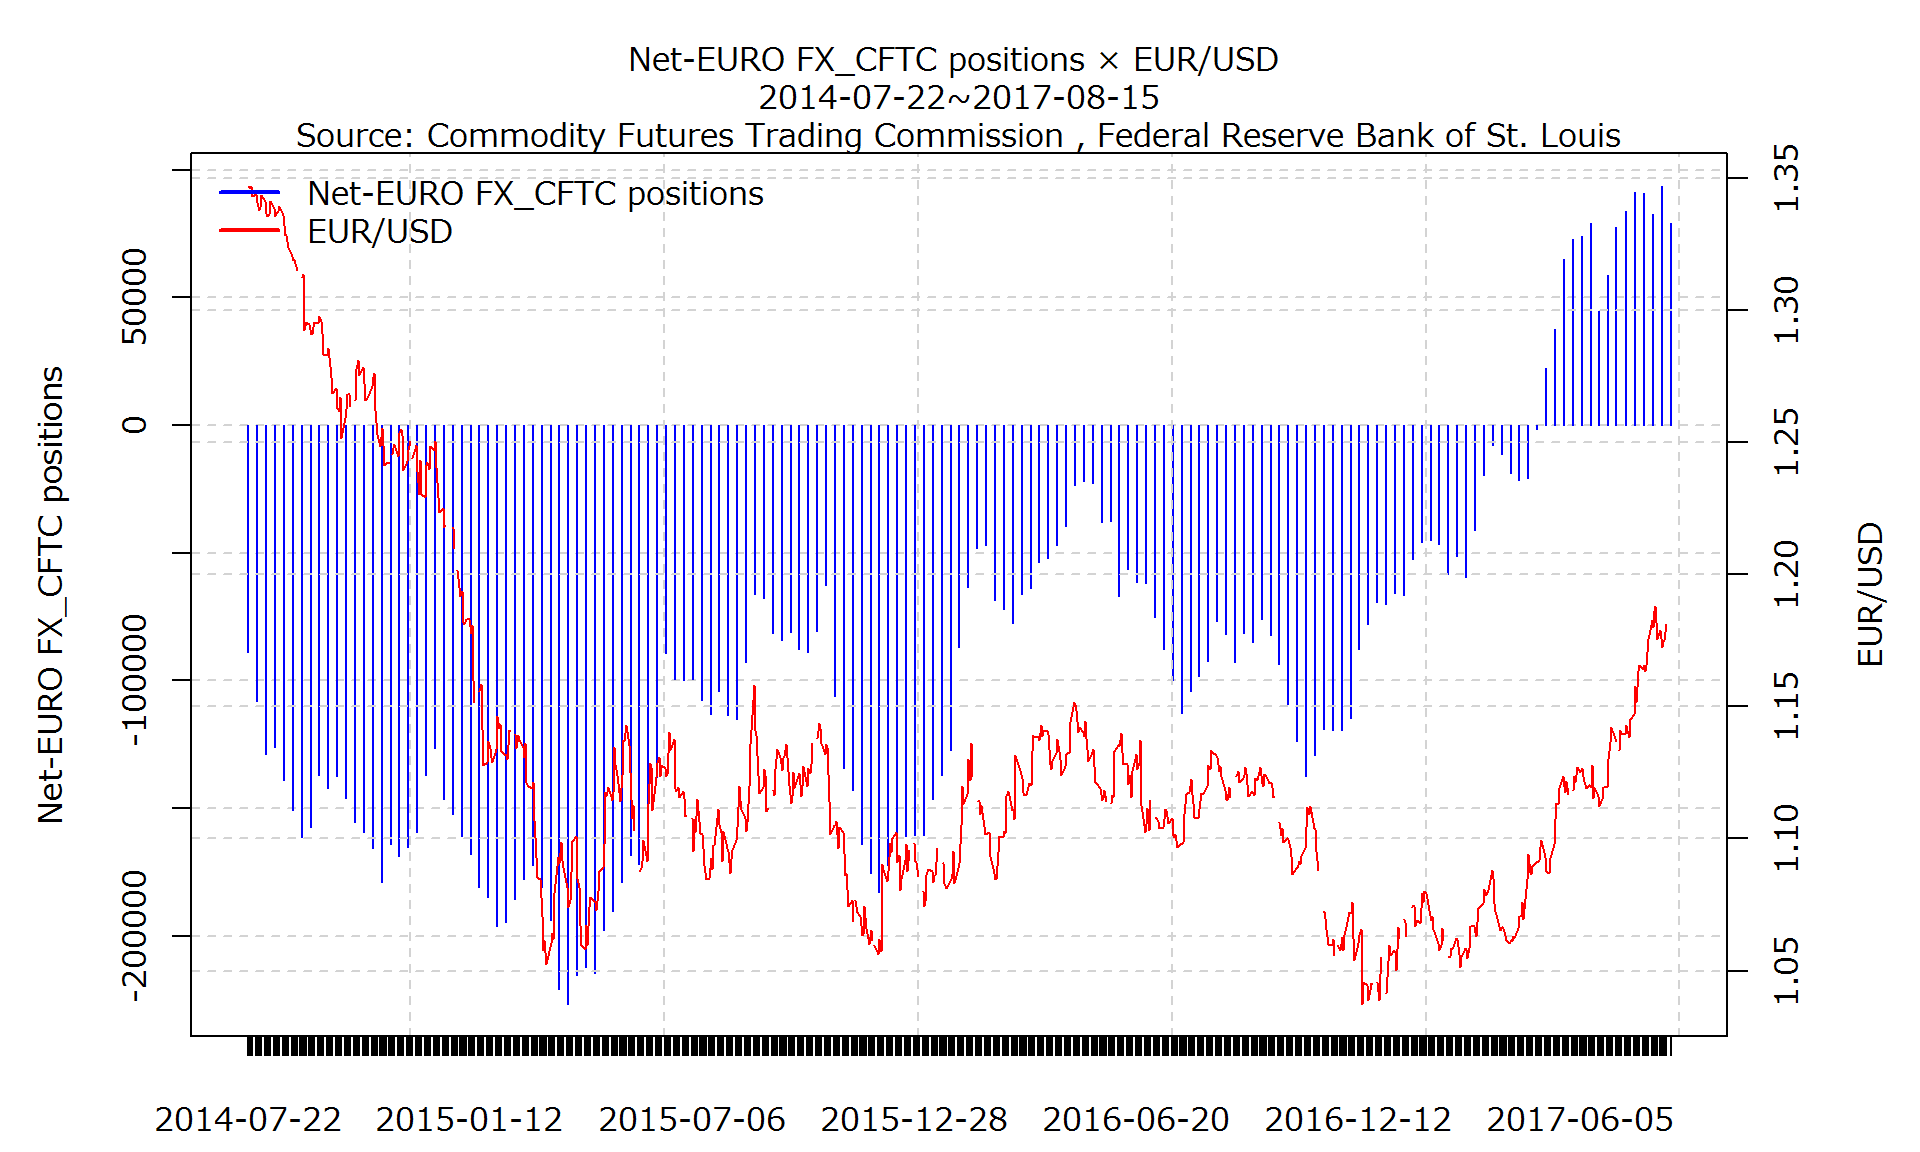 Net-EURO FX_CFTC positions × EUR/USD
2014-07-22~2017-08-15
Source: Commodity Futures Trading Commission , Federal Reserve Bank of St. Louis
Net-EURO FX_CFTC positions
EUR/USD
Net-EURO FX_CFTC positions
50000
0
-100000
-200000
1.35
1.30
1.25
1.20
1.15
1.10
1.05
EUR/USD
2014-07-22 2015-01-12 2015-07-06 2015-12-28 2016-06-20 2016-12-12 2017-06-05